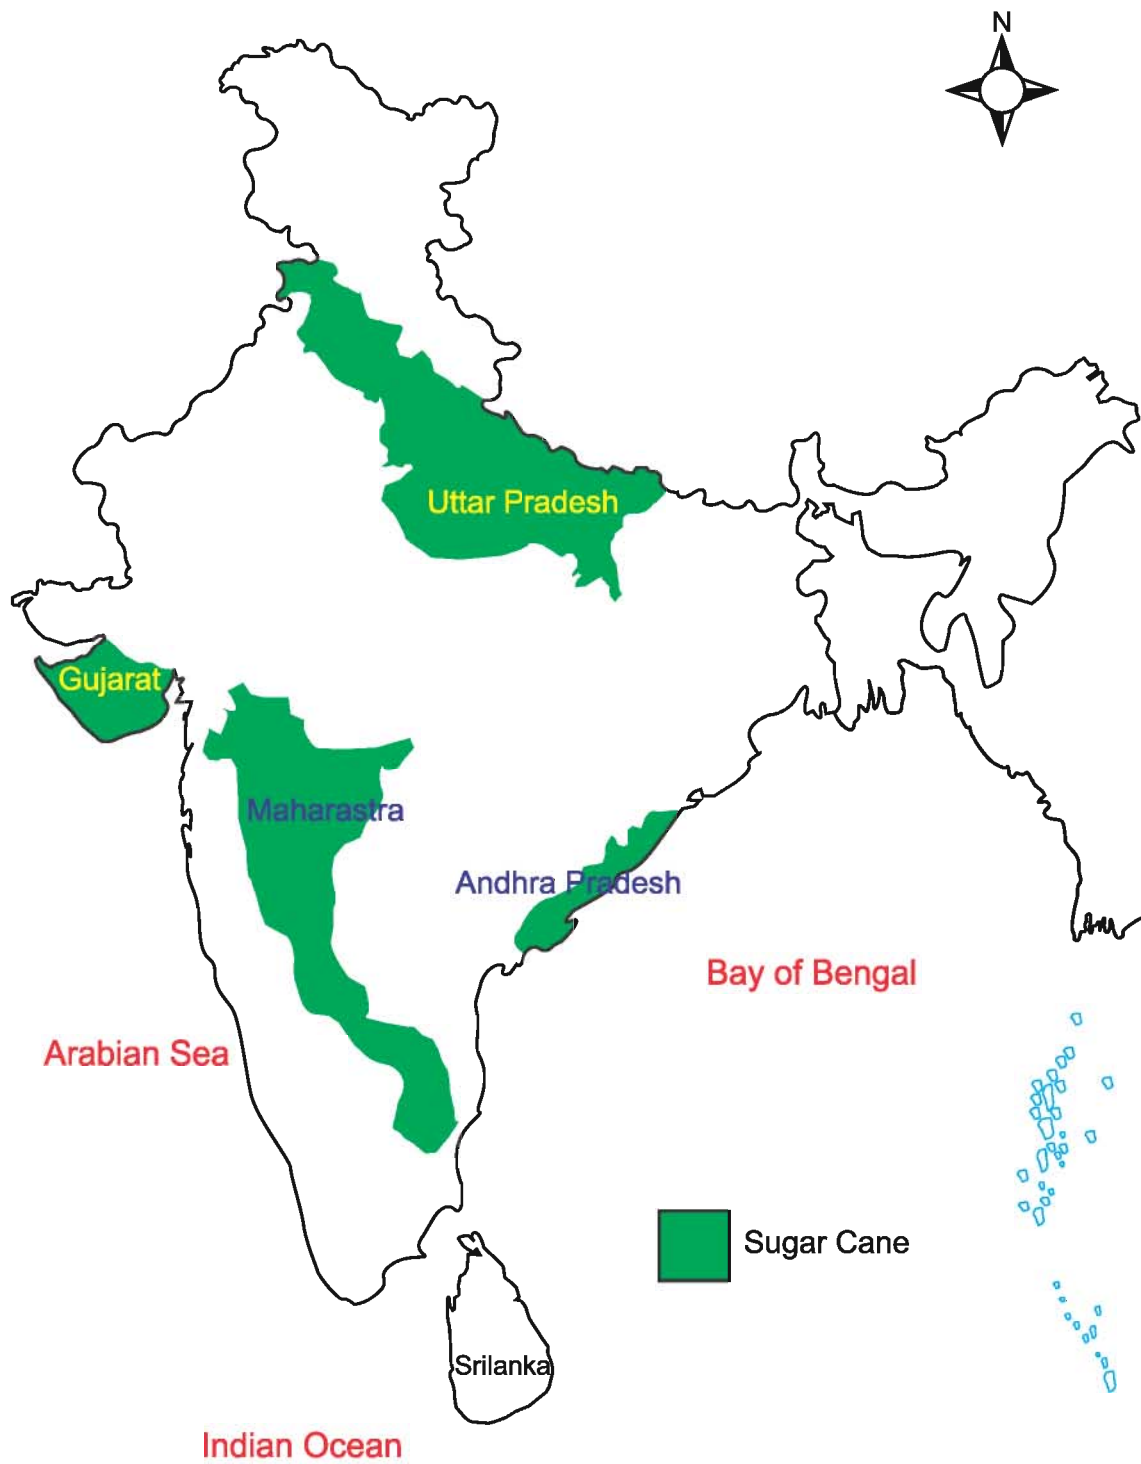 N
Uttar Pradesh
Gujarat
Maharastra
Andhra Pradesh
Bay of Bengal
Arabian Sea
Sugar Cane
Srilanka
Indian Ocean